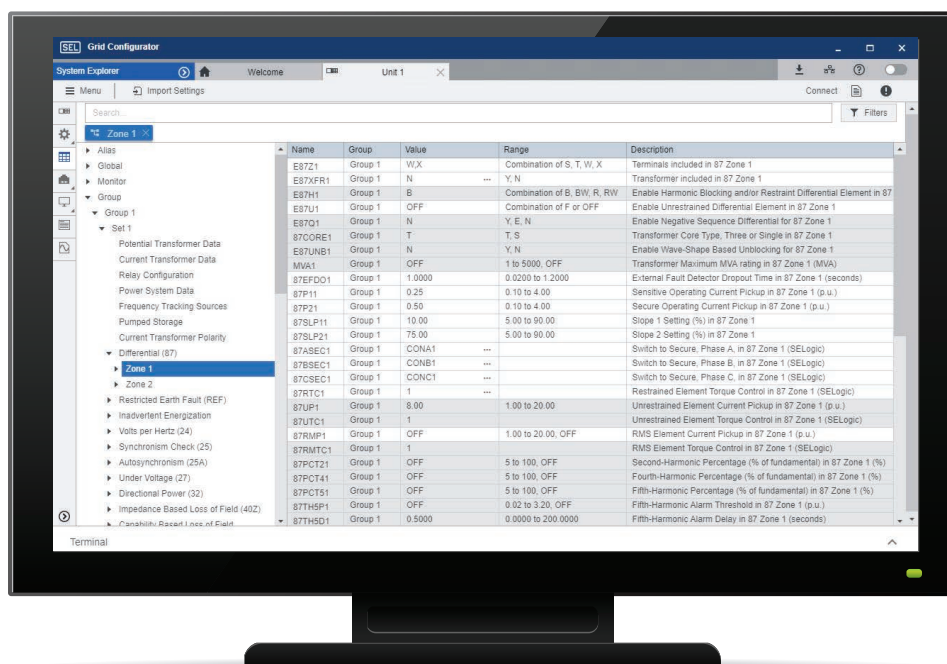 SEL Grid Configurator
System Explorer Welcome Unit 1
Menu Import Settings Connect
Search... Filters
Zone 1
Alias
Global
Monitor
Group
Group 1
Set 1
Potential Transformer Data
Current Transformer Data
Relay Configuration
Power System Data
Frequency Tracking Sources
Pumped Storage
Current Transformer Polarity
Differential (87)
Zone 1
Zone 2
Restricted Earth Fault (REF)
Inadvertent Energization
Volts per Hertz (24)
Synchronism Check (25)
Autosynchronism (25A)
Under Voltage (27)
Directional Power (32)
Impedance Based Loss of Field (40Z)
Capability Based Loss of Field
Name Group Value Range Description
E87Z1 Group 1 W,X Combination of S, T, W, X Terminals included in 87 Zone 1
E87XFR1 Group 1 N ... Y, N Transformer included in 87 Zone 1
E87H1 Group 1 B Combination of B, BW, R, RW Enable Harmonic Blocking and/or Restraint Differential Element in 87
E87U1 Group 1 OFF Combination of F or OFF Enable Unrestrained Differential Element in 87 Zone 1
E87Q1 Group 1 N Y, E, N Enable Negative Sequence Differential for 87 Zone 1
87CORE1 Group 1 T T, S Transformer Core Type, Three or Single in 87 Zone 1
E87UNB1 Group 1 N Y, N Enable Wave-Shape Based Unblocking for 87 Zone 1
MVA1 Group 1 OFF 1 to 5000, OFF Transformer Maximum MVA rating in 87 Zone 1 (MVA)
87EFDO1 Group 1 1.0000 0.0200 to 1.2000 External Fault Detector Dropout Time in 87 Zone 1 (seconds)
87P11 Group 1 0.25 0.10 to 4.00 Sensitive Operating Current Pickup in 87 Zone 1 (p.u.)
87P21 Group 1 0.50 0.10 to 4.00 Secure Operating Current Pickup in 87 Zone 1 (p.u.)
87SLP11 Group 1 10.00 5.00 to 90.00 Slope 1 Setting (%) in 87 Zone 1
87SLP21 Group 1 75.00 5.00 to 90.00 Slope 2 Setting (%) in 87 Zone 1
87ASEC1 Group 1 CONA1 ... Switch to Secure, Phase A, in 87 Zone 1 (SELogic)
87BSEC1 Group 1 CONB1 ... Switch to Secure, Phase B, in 87 Zone 1 (SELogic)
87CSEC1 Group 1 CONC1 ... Switch to Secure, Phase C, in 87 Zone 1 (SELogic)
87RTC1 Group 1 1 ... Restrained Element Torque Control in 87 Zone 1 (SELogic)
87UP1 Group 1 8.00 1.00 to 20.00 Unrestrained Element Current Pickup in 87 Zone 1 (p.u.)
87UTC1 Group 1 1 Unrestrained Element Torque Control in 87 Zone 1 (SELogic)
87RMP1 Group 1 OFF 1.00 to 20.00, OFF RMS Element Current Pickup in 87 Zone 1 (p.u.)
87RMTC1 Group 1 1 RMS Element Torque Control in 87 Zone 1 (SELogic)
87PCT21 Group 1 OFF 5 to 100, OFF Second-Harmonic Percentage (% of fundamental) in 87 Zone 1 (%)
87PCT41 Group 1 OFF 5 to 100, OFF Fourth-Harmonic Percentage (% of fundamental) in 87 Zone 1 (%)
87PCT51 Group 1 OFF 5 to 100, OFF Fifth-Harmonic Percentage (% of fundamental) in 87 Zone 1 (%)
87TH5P1 Group 1 OFF 0.02 to 3.20, OFF Fifth-Harmonic Alarm Threshold in 87 Zone 1 (p.u.)
87TH5D1 Group 1 0.5000 0.0000 to 200.0000 Fifth-Harmonic Alarm Delay in 87 Zone 1 (seconds)
Terminal